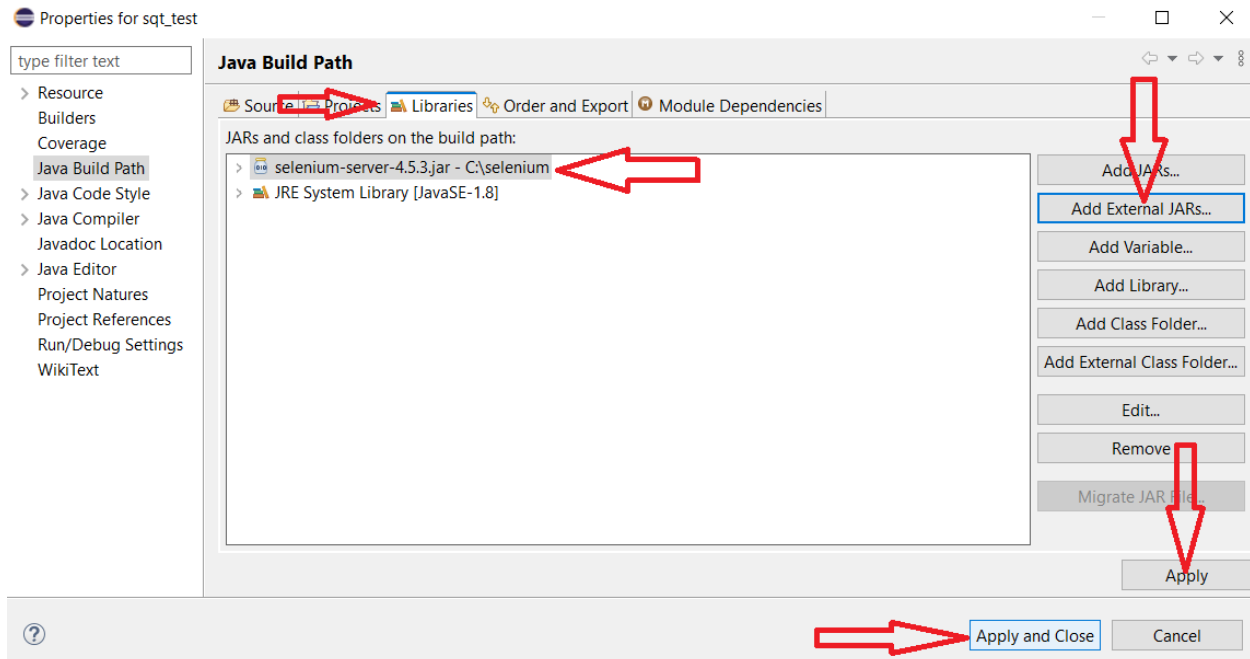 Properties for sqt_test
type filter text
Resource
Builders
Coverage
Java Build Path
Java Code Style
Java Compiler
Javadoc Location
Java Editor
Project Natures
Project References
Run/Debug Settings
WikiText
Java Build Path
Source Projects Libraries Order and Export Module Dependencies
JARs and class folders on the build path:
selenium-server-4.5.3.jar - C:\selenium
JRE System Library [JavaSE-1.8]
Add JARs...
Add External JARs...
Add Variable...
Add Library...
Add Class Folder...
Add External Class Folder...
Edit...
Remove
Migrate JAR File...
Apply
Apply and Close
Cancel